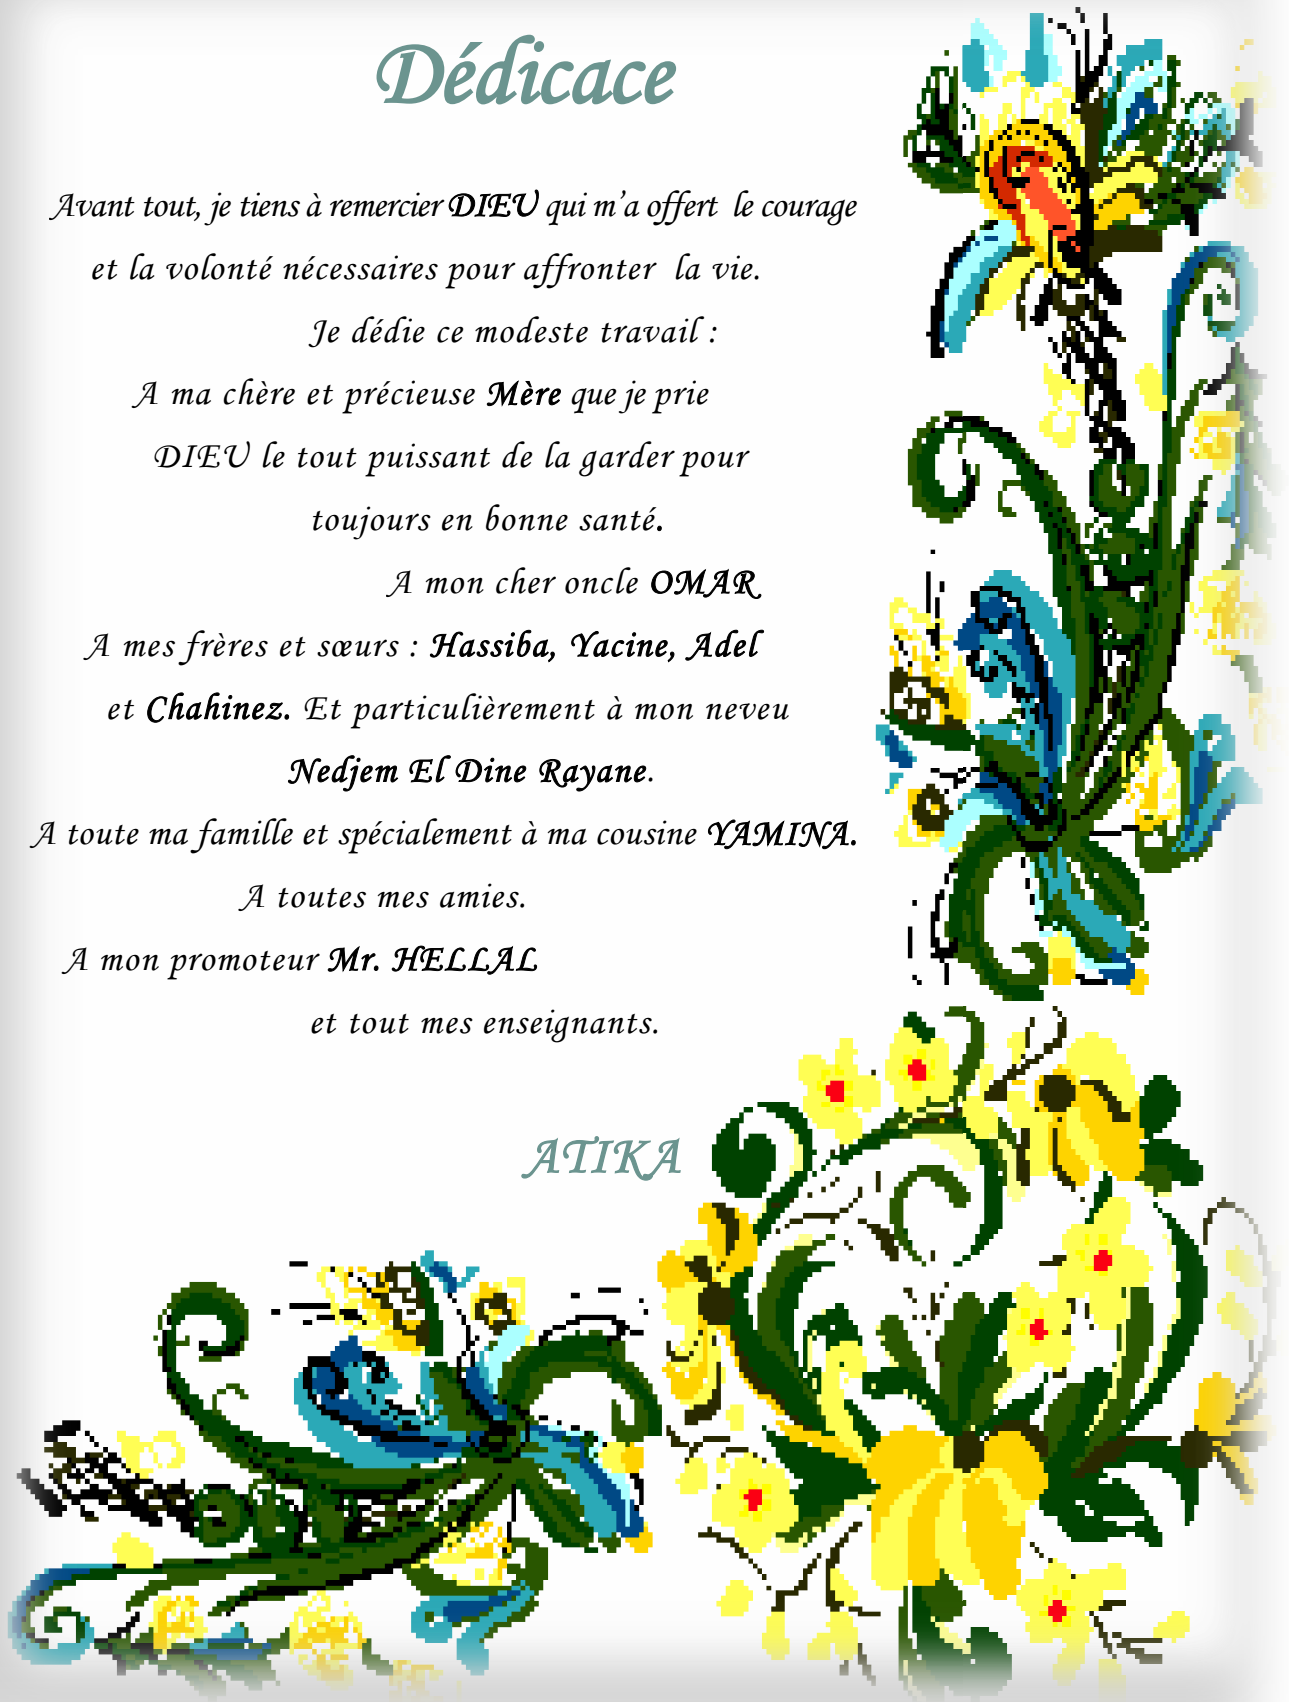 Dédicace
Avant tout, je tiens à remercier DIEU qui m’a offert le courage
et la volonté nécessaires pour affronter la vie.
Je dédie ce modeste travail :
A ma chère et précieuse Mère que je prie
DIEU le tout puissant de la garder pour
toujours en bonne santé.
A mon cher oncle OMAR
A mes frères et sœurs : Hassiba, Yacine, Adel
et Chahinez. Et particulièrement à mon neveu
Nedjem El Dine Rayane.
A toute ma famille et spécialement à ma cousine YAMINA.
A toutes mes amies.
A mon promoteur Mr. HELLAL
et tout mes enseignants.
ATIKA